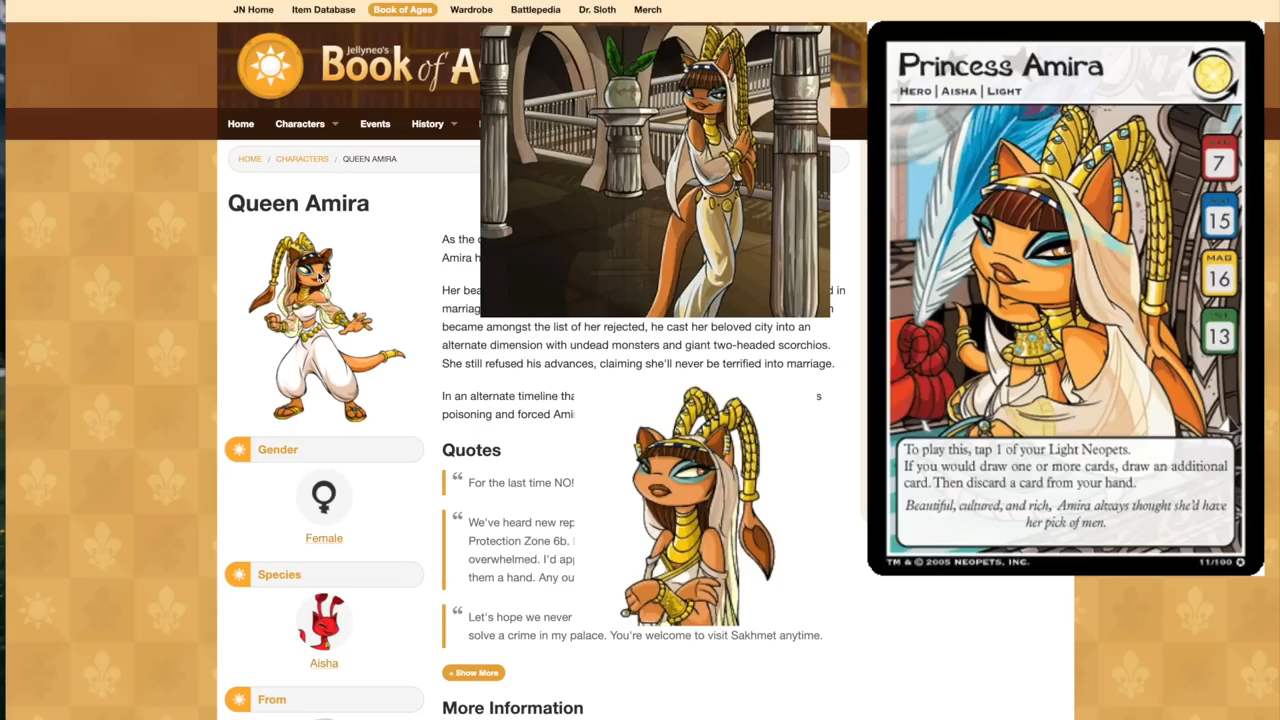 JN Home Item Database Book of Ages Wardrobe Battlepedia Dr. Sloth Merch
Jellyneo's
Book of A
Home Characters Events History
HOME / CHARACTERS / QUEEN AMIRA
Queen Amira
As the
Amira h
Her bea
d in
marriag
became amongst the list of her rejected, he cast her beloved city into an
alternate dimension with undead monsters and giant two-headed scorchios.
She still refused his advances, claiming she'll never be terrified into marriage.
In an alternate timeline tha
s
poisoning and forced Ami
Gender
Female
Species
Aisha
From
Quotes
“ For the last time NO!
“ We've heard new rep
Protection Zone 6b.
overwhelmed. I'd app
them a hand. Any ou
“ Let's hope we never
solve a crime in my palace. You're welcome to visit Sakhmet anytime.
+ Show More
More Information
Princess Amira
HERO | AISHA | LIGHT
7
15
MAG
16
13
To play this, tap 1 of your Light Neopets.
If you would draw one or more cards, draw an additional
card. Then discard a card from your hand.
Beautiful, cultured, and rich, Amira always thought she'd have
her pick of men.
TM & © 2005 NEOPETS, INC. 11/100